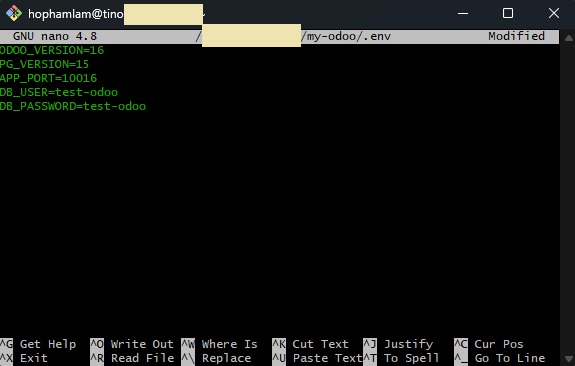 hophamlam@tino
GNU nano 4.8 / /my-odoo/.env Modified
ODOO_VERSION=16
PG_VERSION=15
APP_PORT=10016
DB_USER=test-odoo
DB_PASSWORD=test-odoo
^G Get Help ^O Write Out ^W Where Is ^K Cut Text ^J Justify ^C Cur Pos
^X Exit ^R Read File ^\ Replace ^U Paste Text ^T To Spell ^_ Go To Line